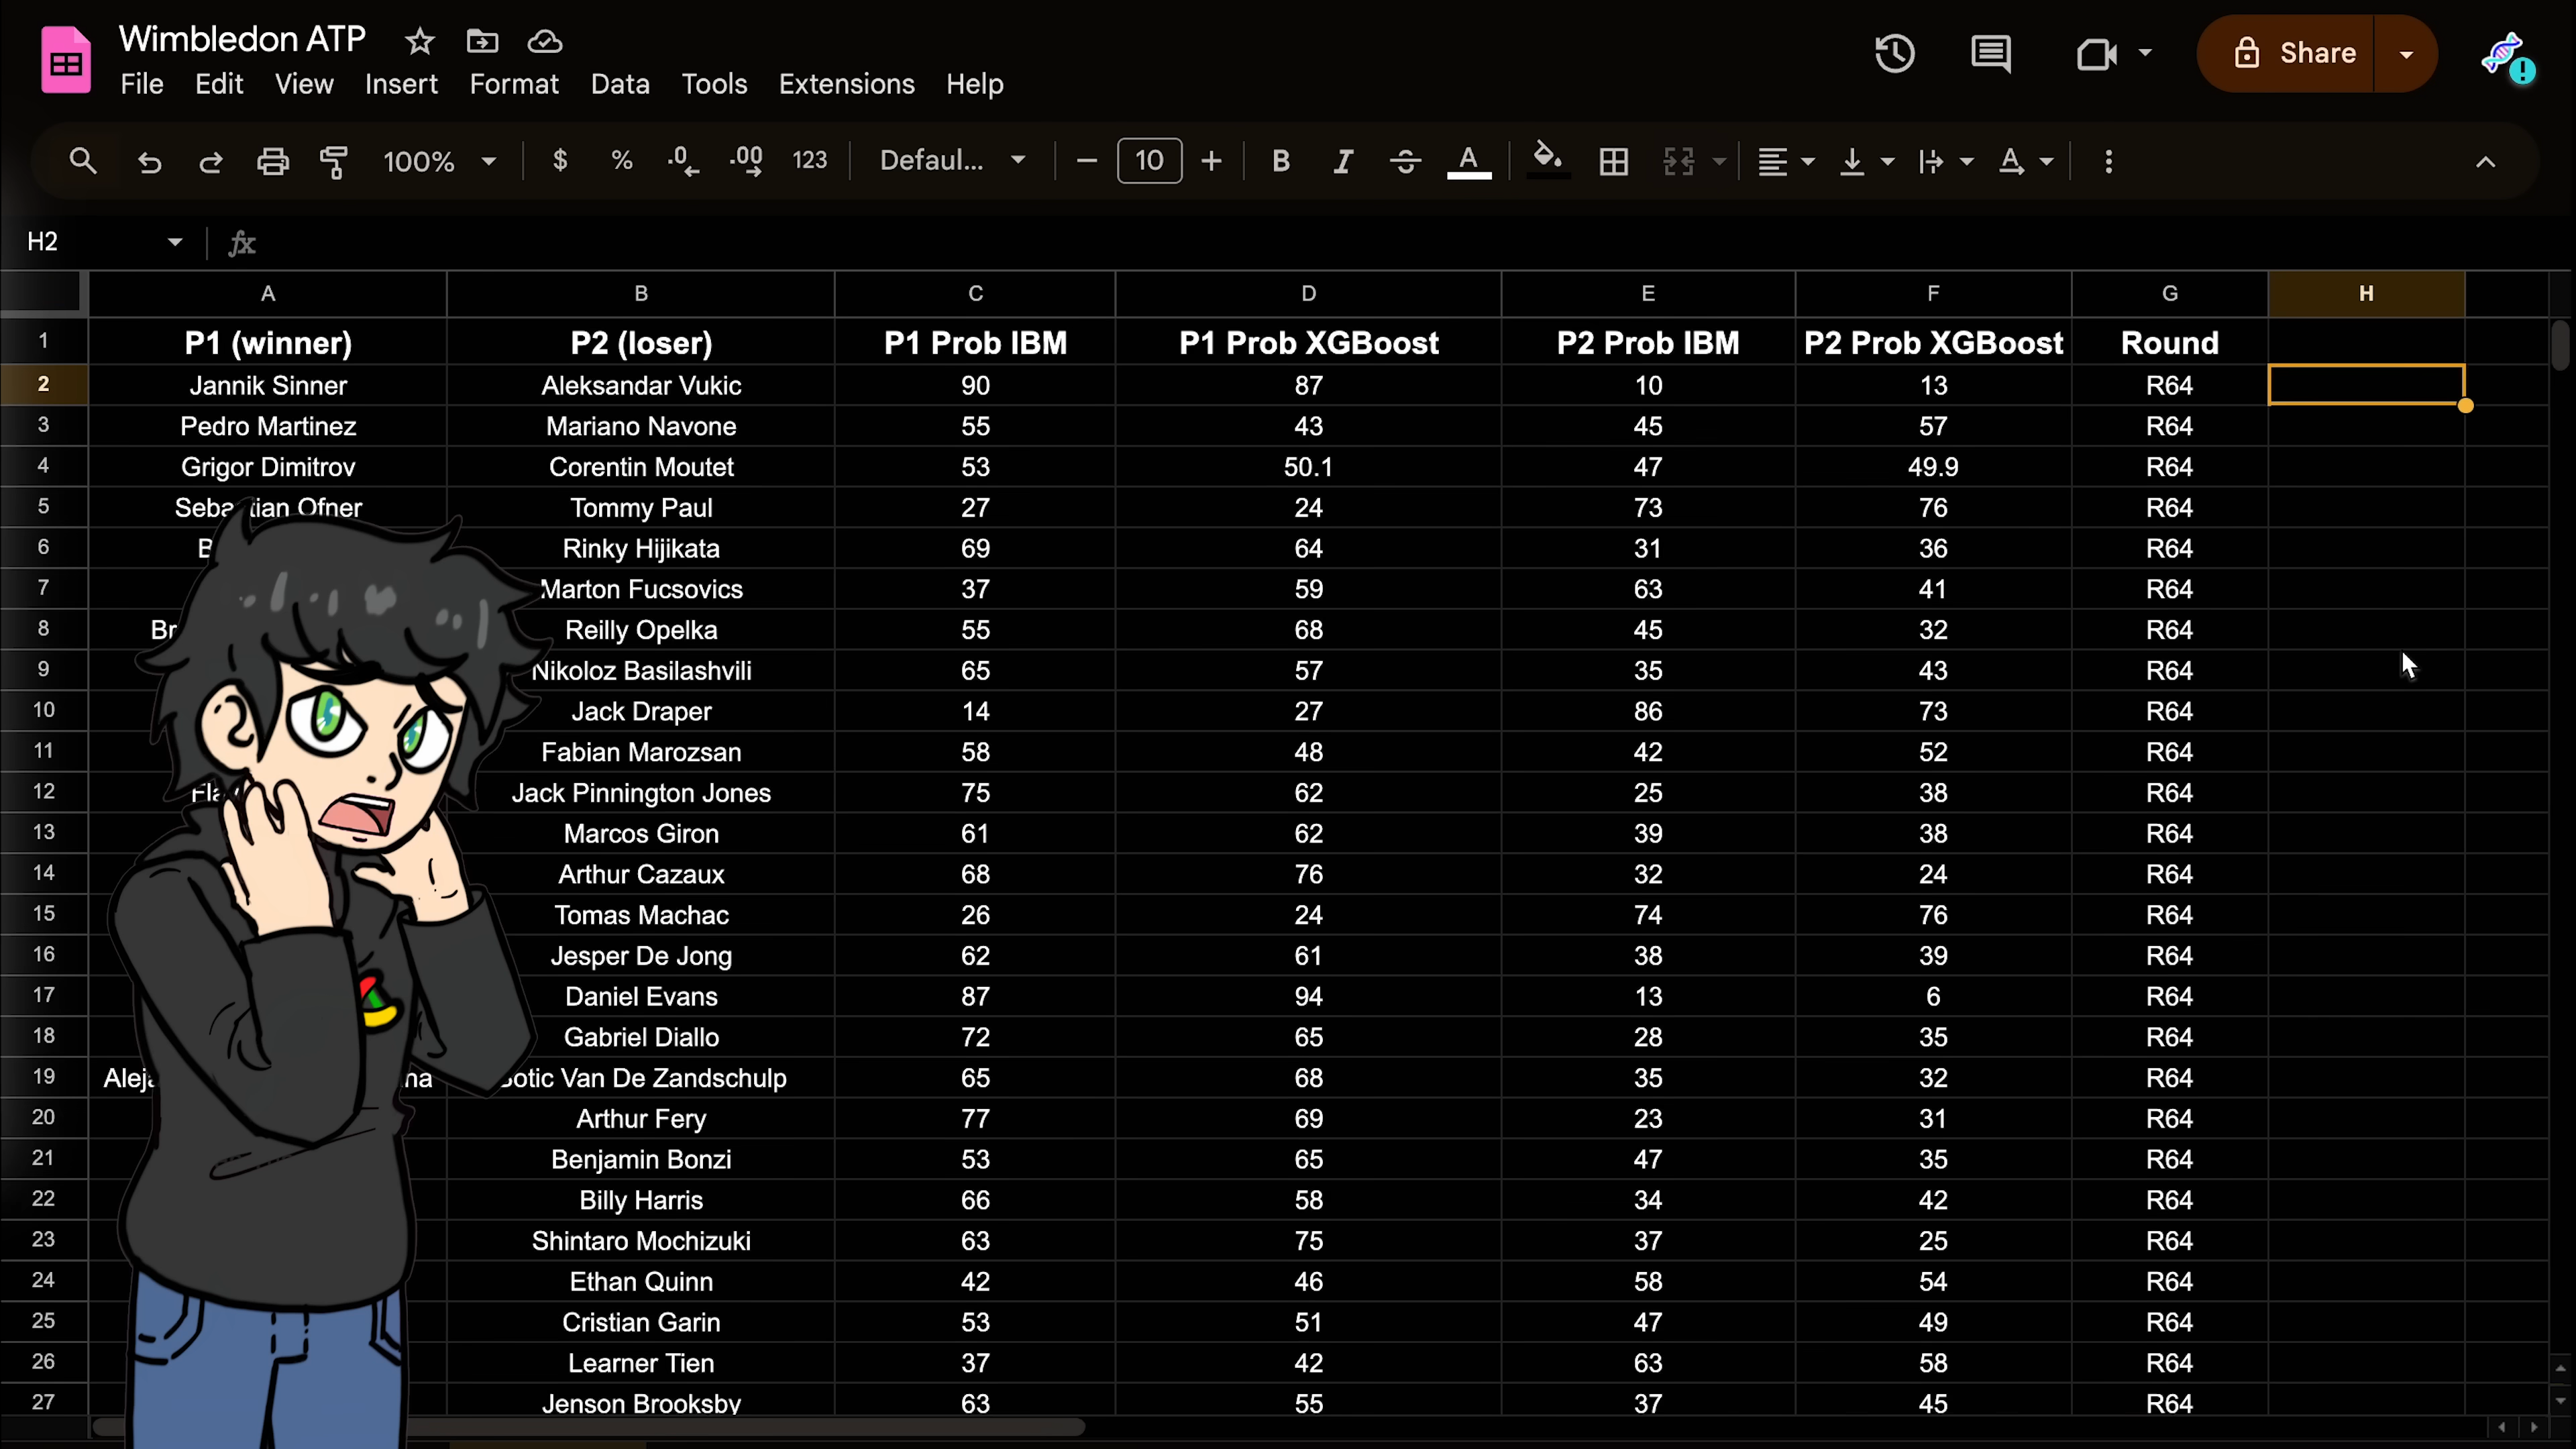 Wimbledon ATP
File Edit View Insert Format Data Tools Extensions Help
Share
100% $ % .0 .00 123 Defaul... 10 B I A A
H2 fx
A B C D E F G H
1 P1 (winner) P2 (loser) P1 Prob IBM P1 Prob XGBoost P2 Prob IBM P2 Prob XGBoost Round
2 Jannik Sinner Aleksandar Vukic 90 87 10 13 R64
3 Pedro Martinez Mariano Navone 55 43 45 57 R64
4 Grigor Dimitrov Corentin Moutet 53 50.1 47 49.9 R64
5 Sebastian Ofner Tommy Paul 27 24 73 76 R64
6 Rinky Hijikata 69 64 31 36 R64
7 Marton Fucsovics 37 59 63 41 R64
8 Reilly Opelka 55 68 45 32 R64
9 Nikoloz Basilashvili 65 57 35 43 R64
10 Jack Draper 14 27 86 73 R64
11 Fabian Marozsan 58 48 42 52 R64
12 Jack Pinnington Jones 75 62 25 38 R64
13 Marcos Giron 61 62 39 38 R64
14 Arthur Cazaux 68 76 32 24 R64
15 Tomas Machac 26 24 74 76 R64
16 Jesper De Jong 62 61 38 39 R64
17 Daniel Evans 87 94 13 6 R64
18 Gabriel Diallo 72 65 28 35 R64
19 Botic Van De Zandschulp 65 68 35 32 R64
20 Arthur Fery 77 69 23 31 R64
21 Benjamin Bonzi 53 65 47 35 R64
22 Billy Harris 66 58 34 42 R64
23 Shintaro Mochizuki 63 75 37 25 R64
24 Ethan Quinn 42 46 58 54 R64
25 Cristian Garin 53 51 47 49 R64
26 Learner Tien 37 42 63 58 R64
27 Jenson Brooksby 63 55 37 45 R64